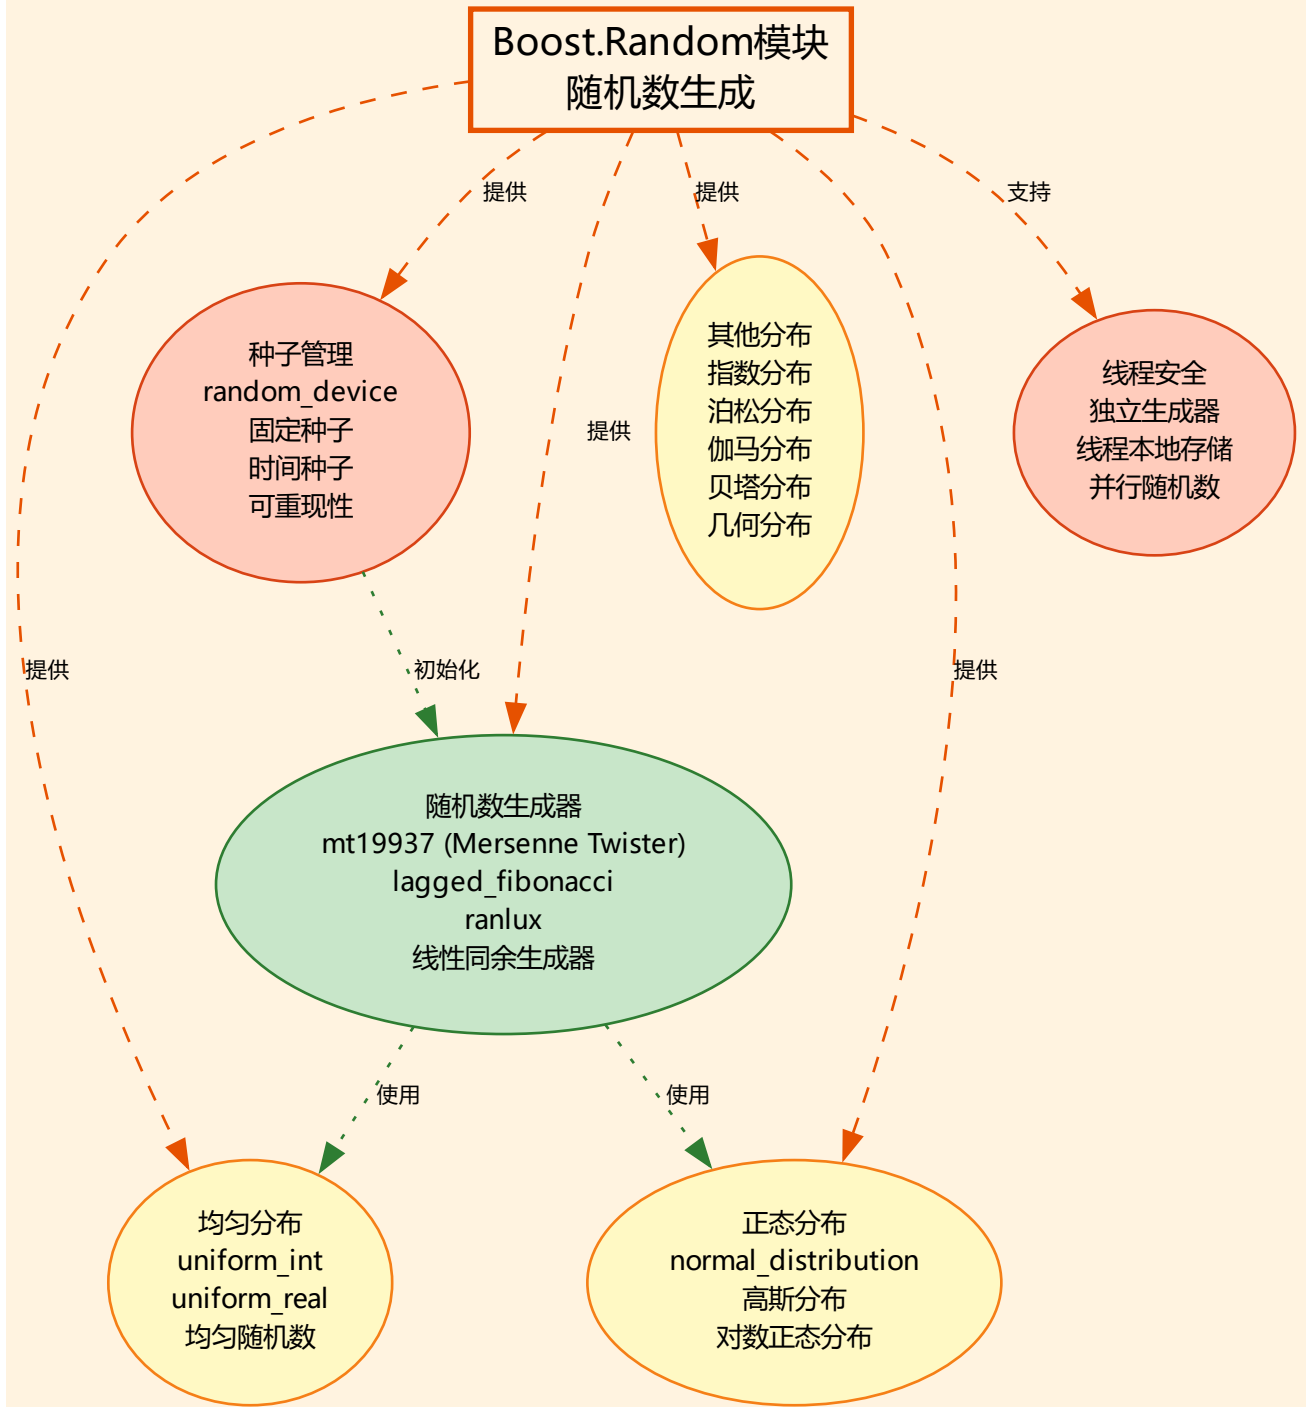 Boost.Random模块
随机数生成
提供
提供
支持
种子管理
random_device
固定种子
时间种子
可重现性
提供
其他分布
指数分布
泊松分布
伽马分布
贝塔分布
几何分布
线程安全
独立生成器
线程本地存储
并行随机数
提供
初始化
提供
随机数生成器
mt19937 (Mersenne Twister)
lagged_fibonacci
ranlux
线性同余生成器
使用
使用
均匀分布
uniform_int
uniform_real
均匀随机数
正态分布
normal_distribution
高斯分布
对数正态分布